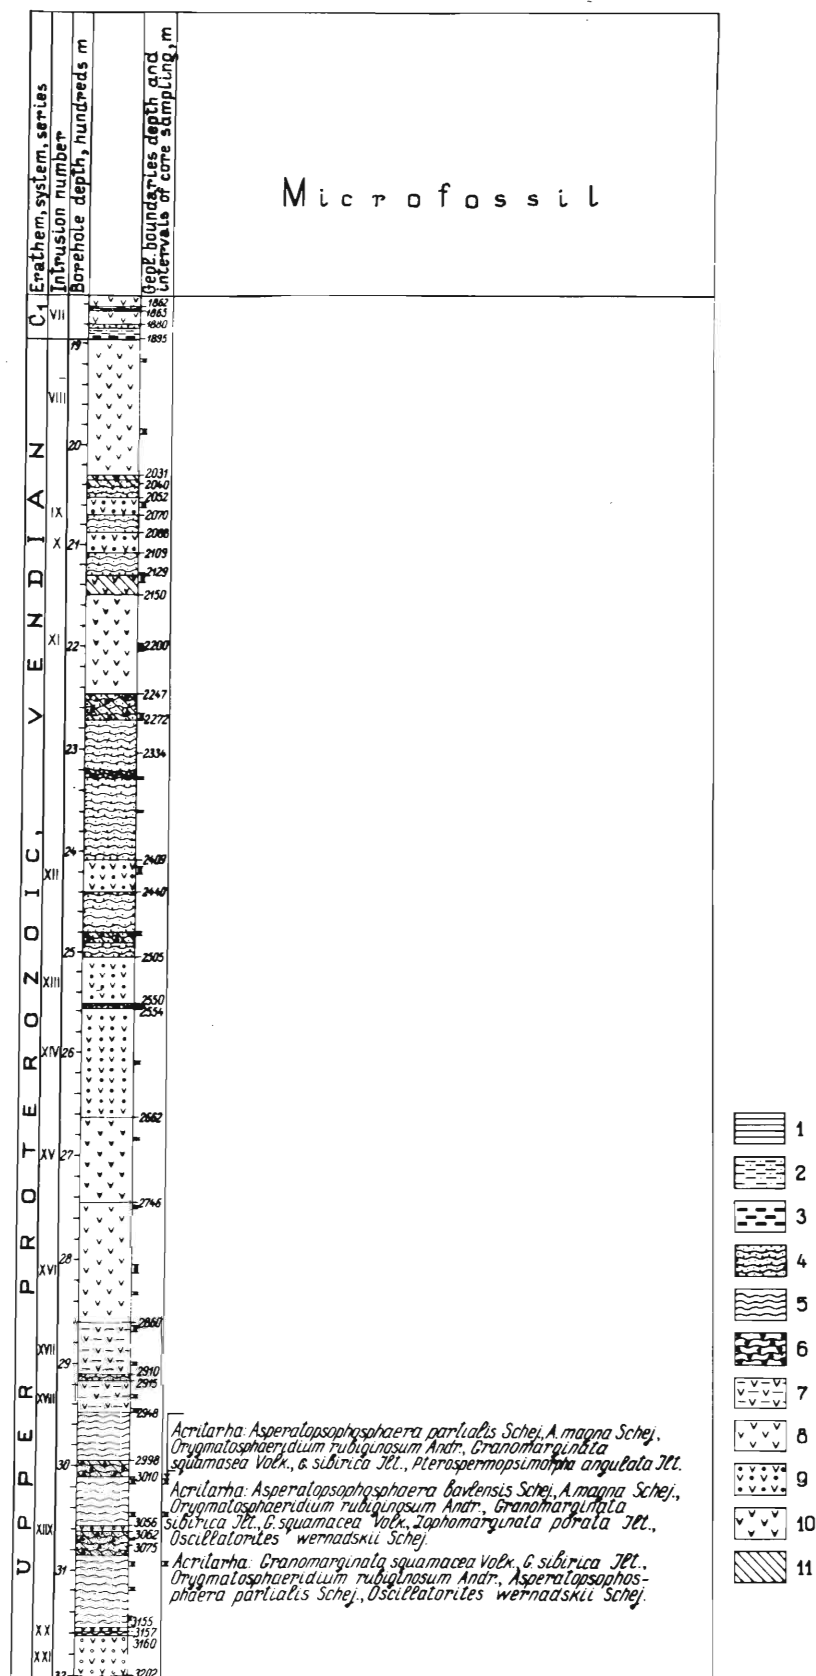 Erathem, system, series
Intrusion number
Borehole depth, hundreds m
Geol. boundaries depth and
intervals of core sampling, m
Microfossil
C1
UPPER PROTEROZOIC, VENDIAN
VII
VIII
IX
X
XI
XII
XIII
XIV
XV
XVI
XVII
XVIII
XIX
XX
XXI
19
20
21
22
23
24
25
26
27
28
29
30
31
32
1862
1865
1880
1895
2031
2040
2052
2070
2088
2109
2129
2150
2200
2247
2272
2334
2409
2440
2505
2550
2554
2662
2746
2860
2910
2915
2948
2998
3010
3056
3062
3075
3155
3157
3160
3202
Acritarha: Asperatopsophosphaera partialis Schej., A. magna Schej.,
Orygmatosphaeridium rubiginosum Andr., Granomarginata
squamasea Volk., G. sibirica Jlt., Pterospermopsimorpha angulata Jlt.
Acritarha: Asperatopsophosphaera bavlensis Schej., A. magna Schej.,
Orygmatosphaeridium rubiginosum Andr., Granomarginata
sibirica Jlt., G. squamacea Volk., Zophomarginata porata Jlt.,
Oscillatorites wernadskii Schej.
Acritarha: Granomarginata squamacea Volk., G. sibirica Jlt.,
Orygmatosphaeridium rubiginosum Andr., Asperatopsophos-
phaera partialis Schej., Oscillatorites wernadskii Schej.
1
2
3
4
5
6
7
8
9
10
11